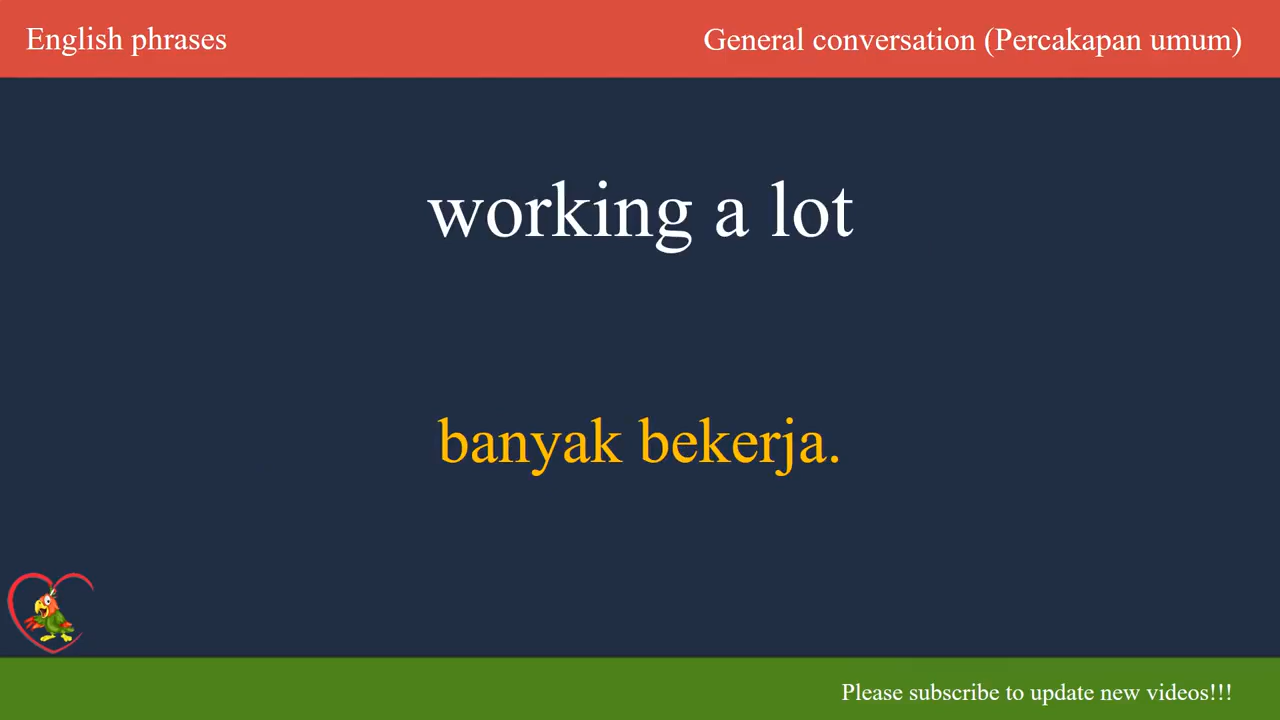 English phrases
General conversation (Percakapan umum)
working a lot
banyak bekerja.
Please subscribe to update new videos!!!